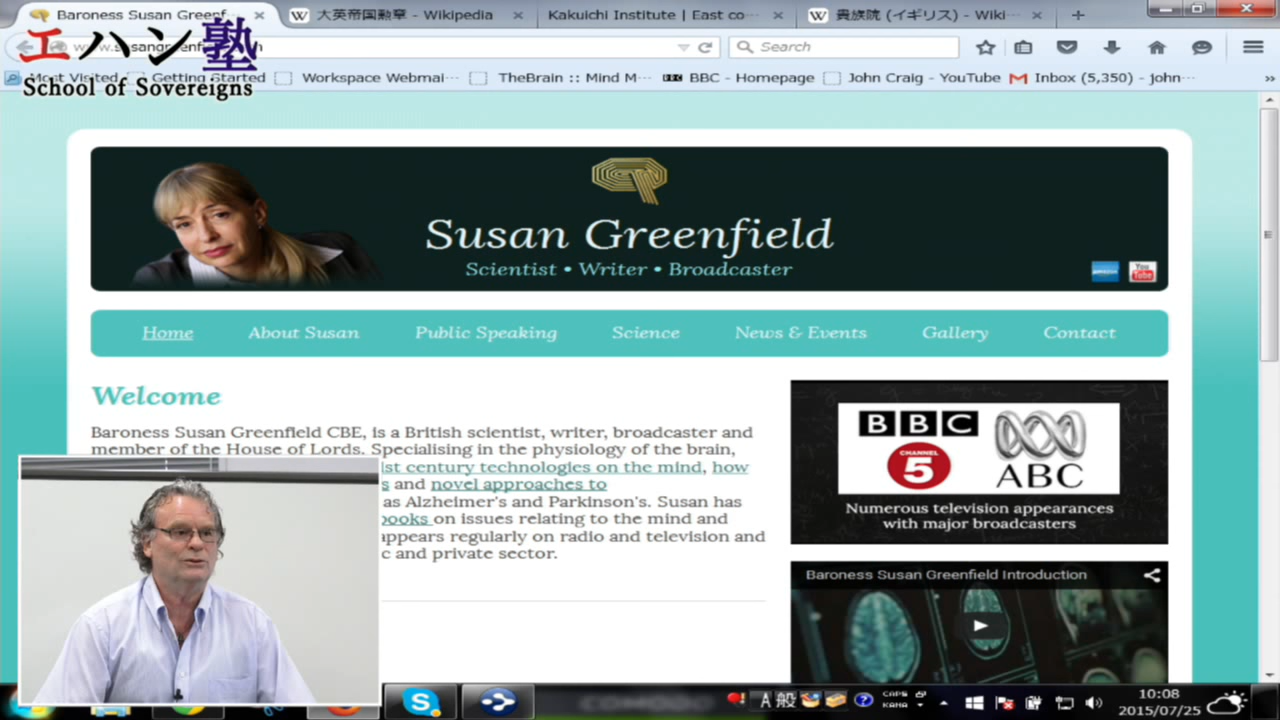 Baroness Susan Greenf
大英帝国勲章 - Wikipedia
Kakuichi Institute | East co···
貴族院 (イギリス) - Wiki···
エハン塾
School of Sovereigns
Search
Most Visited
Getting Started
Workspace Webmai···
TheBrain :: Mind M···
BBC - Homepage
John Craig - YouTube
Inbox (5,350) - john···
Susan Greenfield
Scientist • Writer • Broadcaster
amazon
You Tube
Home
About Susan
Public Speaking
Science
News & Events
Gallery
Contact
Welcome
Baroness Susan Greenfield CBE, is a British scientist, writer, broadcaster and
member of the House of Lords. Specialising in the physiology of the brain,
st century technologies on the mind, how
s and novel approaches to
as Alzheimer's and Parkinson's. Susan has
books on issues relating to the mind and
appears regularly on radio and television and
c and private sector.
BBC
CHANNEL
5
ABC
Numerous television appearances
with major broadcasters
Baroness Susan Greenfield Introduction
A 般
CAPS
KANA
10:08
2015/07/25